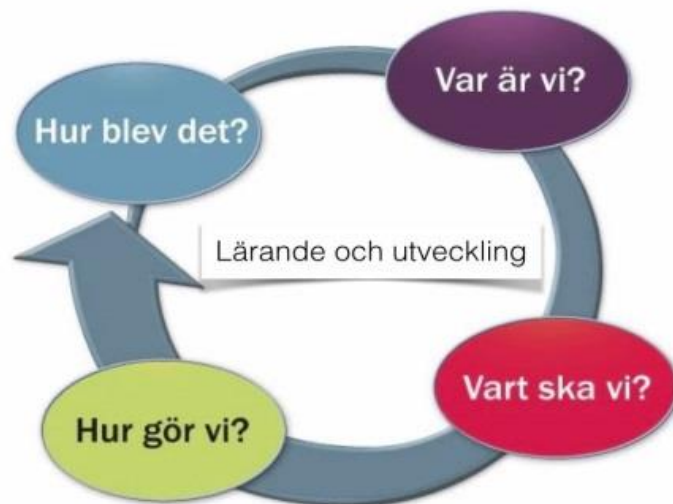 Var är vi?
Hur blev det?
Lärande och utveckling
Vart ska vi?
Hur gör vi?